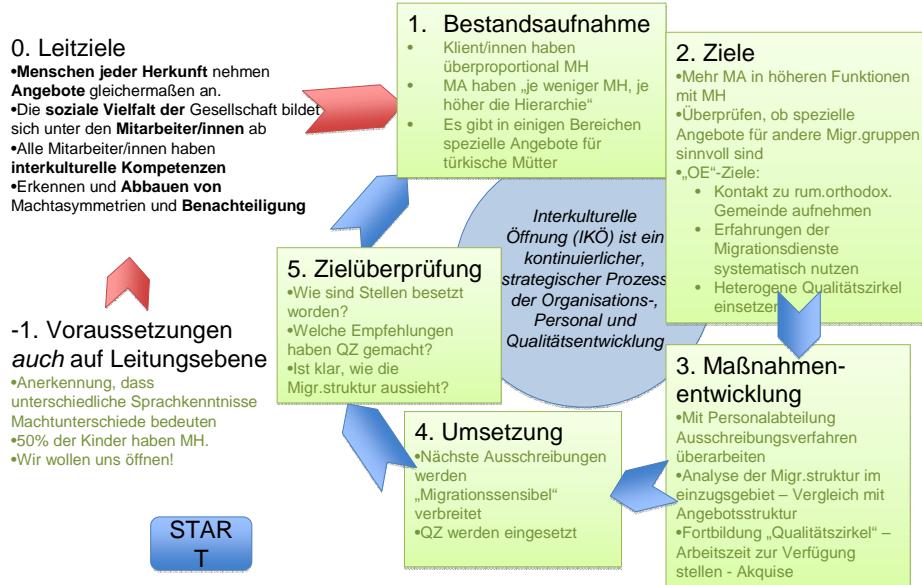 0. Leitziele
•Menschen jeder Herkunft nehmen
Angebote gleichermaßen an.
•Die soziale Vielfalt der Gesellschaft bildet
sich unter den Mitarbeiter/innen ab
•Alle Mitarbeiter/innen haben
interkulturelle Kompetenzen
•Erkennen und Abbauen von
Machtasymmetrien und Benachteiligung
-1. Voraussetzungen
auch auf Leitungsebene
•Anerkennung, dass
unterschiedliche Sprachkenntnisse
Machtunterschiede bedeuten
•50% der Kinder haben MH.
•Wir wollen uns öffnen!
STAR
T
1. Bestandsaufnahme
• Klient/innen haben
überproportional MH
• MA haben „je weniger MH, je
höher die Hierarchie“
• Es gibt in einigen Bereichen
spezielle Angebote für
türkische Mütter
2. Ziele
•Mehr MA in höheren Funktionen
mit MH
•Überprüfen, ob spezielle
Angebote für andere Migr.gruppen
sinnvoll sind
•„OE“-Ziele:
• Kontakt zu rum.orthodox.
Gemeinde aufnehmen
• Erfahrungen der
Migrationsdienste
systematisch nutzen
• Heterogene Qualitätszirkel
einsetzen
3. Maßnahmen-
entwicklung
•Mit Personalabteilung
Ausschreibungsverfahren
überarbeiten
•Analyse der Migr.struktur im
einzugsgebiet – Vergleich mit
Angebotsstruktur
•Fortbildung „Qualitätszirkel“ –
Arbeitszeit zur Verfügung
stellen - Akquise
4. Umsetzung
•Nächste Ausschreibungen
werden
„Migrationssensibel“
verbreitet
•QZ werden eingesetzt
5. Zielüberprüfung
•Wie sind Stellen besetzt
worden?
•Welche Empfehlungen
haben QZ gemacht?
•Ist klar, wie die
Migr.struktur aussieht?
Interkulturelle
Öffnung (IKÖ) ist ein
kontinuierlicher,
strategischer Prozess
der Organisations-,
Personal und
Qualitätsentwicklung